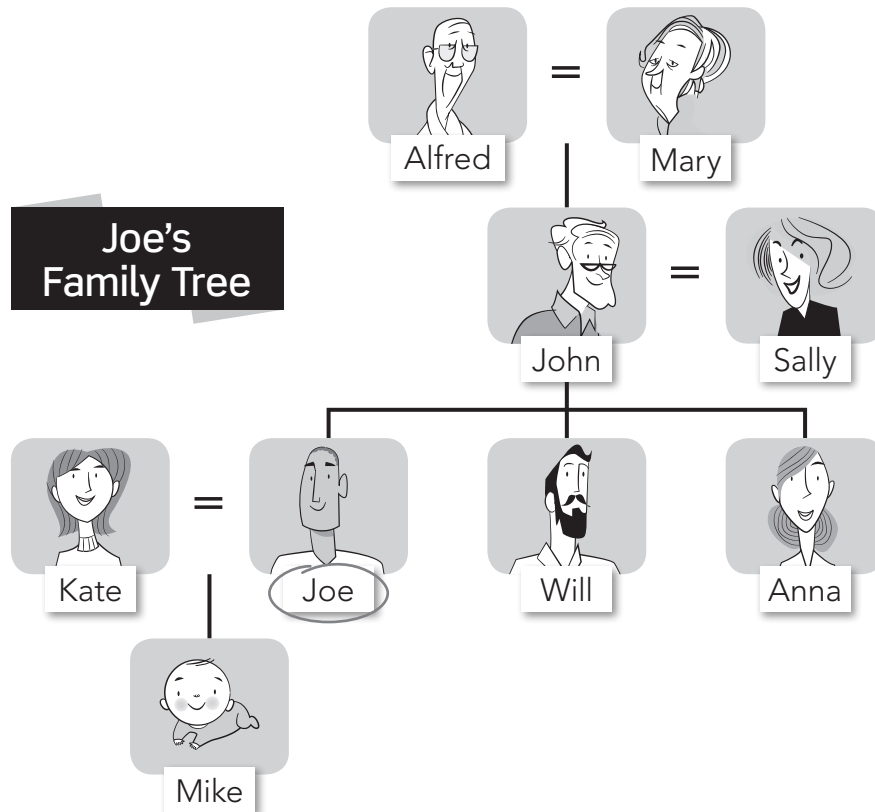 Alfred
Mary
Joe's
Family Tree
John
Sally
Kate
Joe
Will
Anna
Mike